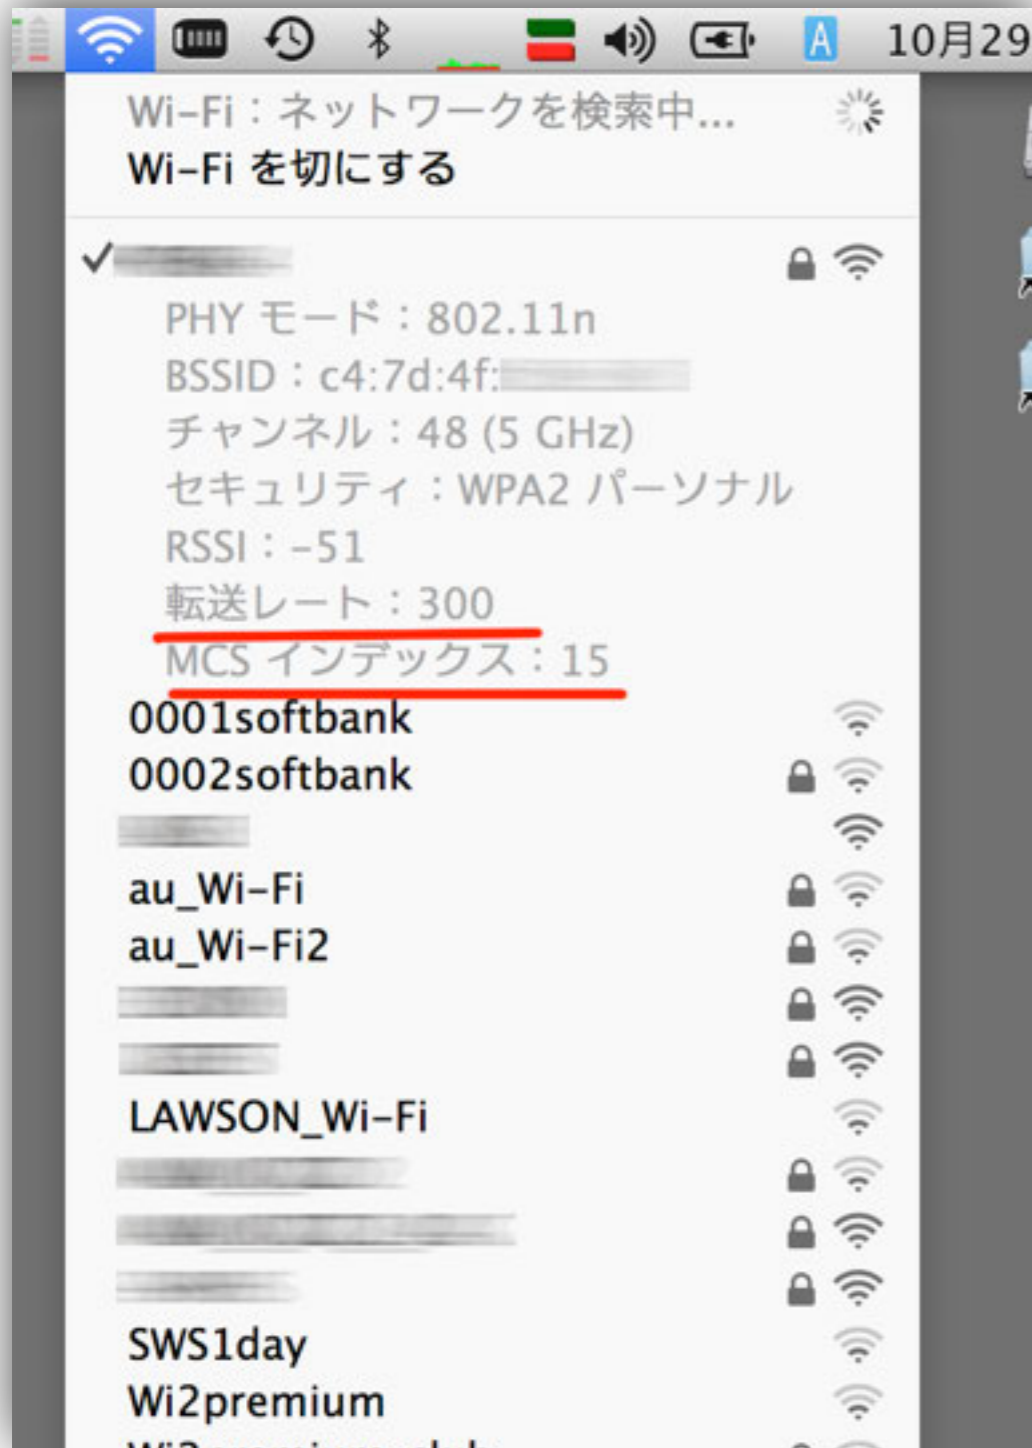 A 10月29
Wi-Fi：ネットワークを検索中...
Wi-Fi を切にする
PHY モード：802.11n
BSSID：c4:7d:4f:
チャンネル：48 (5 GHz)
セキュリティ：WPA2 パーソナル
RSSI：-51
転送レート：300
MCS インデックス：15
0001softbank
0002softbank
au_Wi-Fi
au_Wi-Fi2
LAWSON_Wi-Fi
SWS1day
Wi2premium